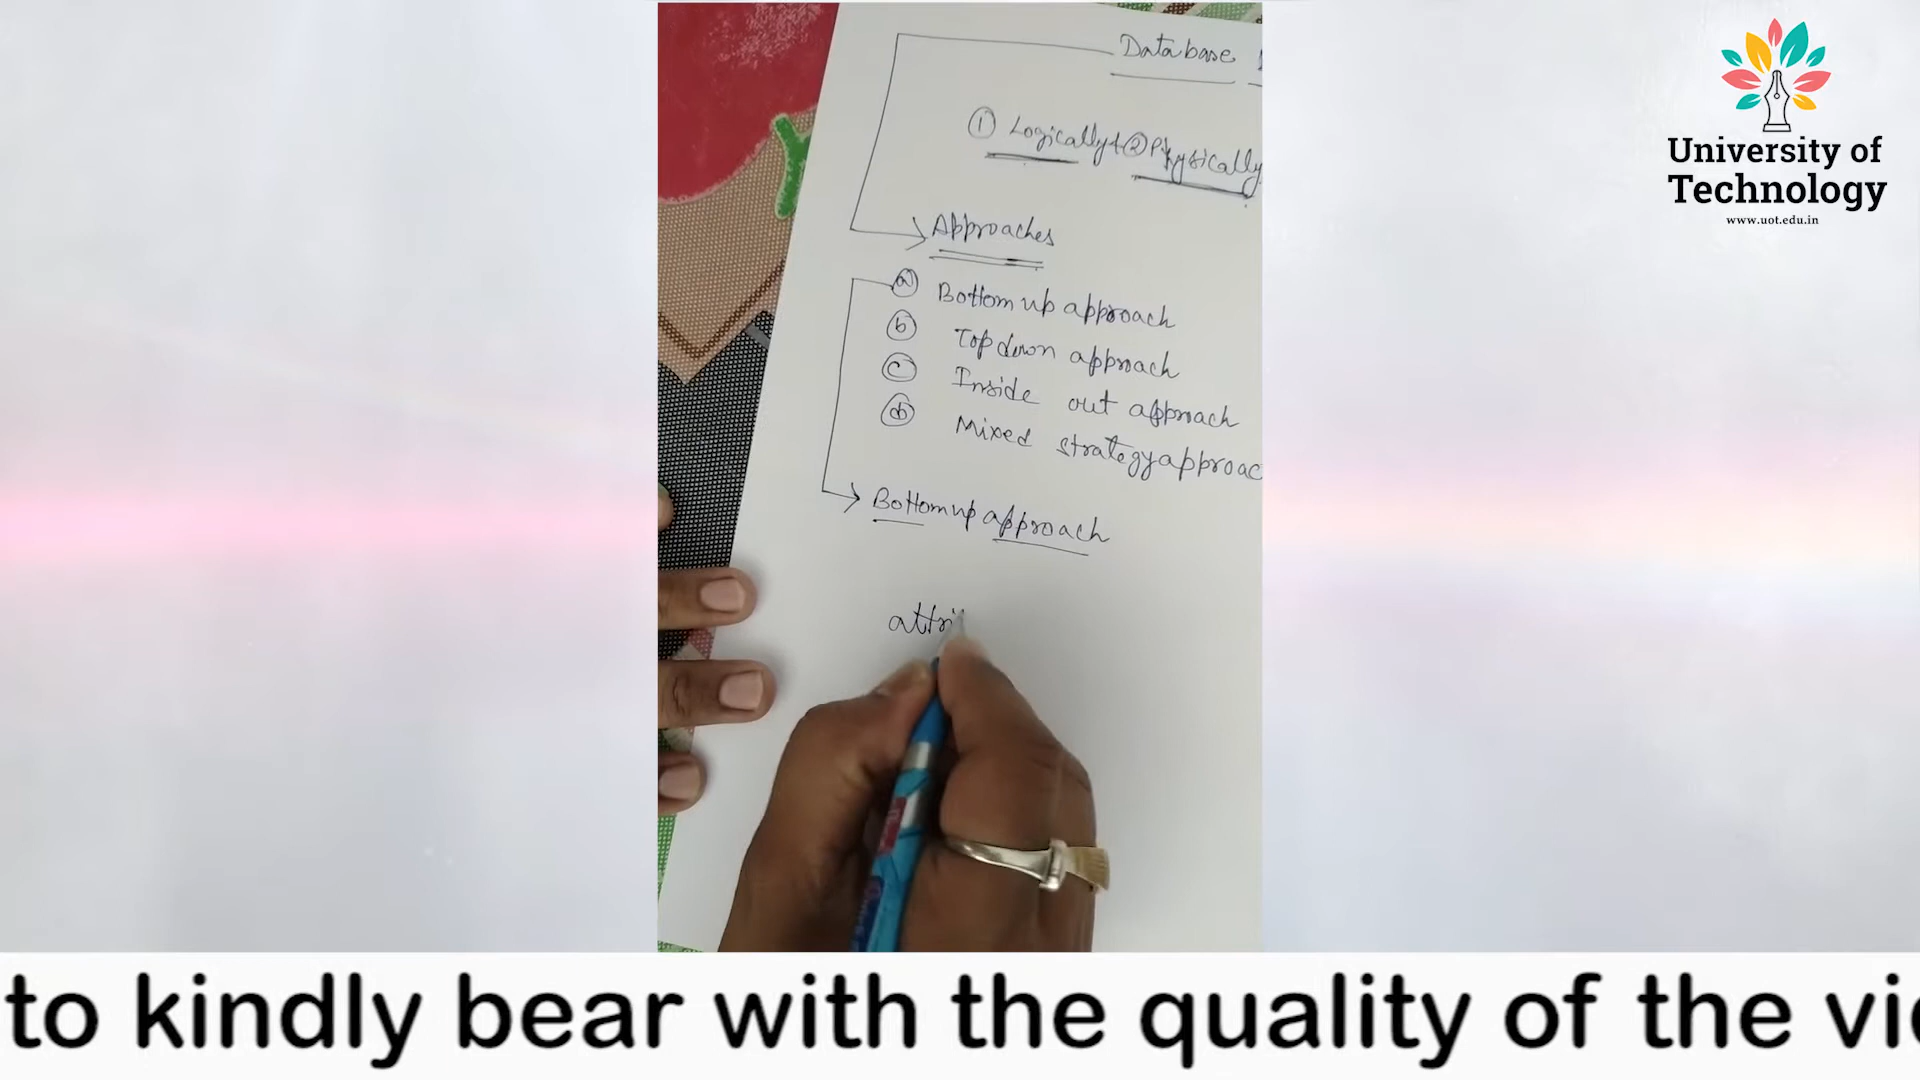 Database
① Logically + ② Physically
Approaches
ⓐ Bottom up approach
ⓑ Top down approach
ⓒ Inside out approach
ⓓ Mixed strategy approac
Bottom up approach
attri
University of
Technology
www.uot.edu.in
to kindly bear with the quality of the